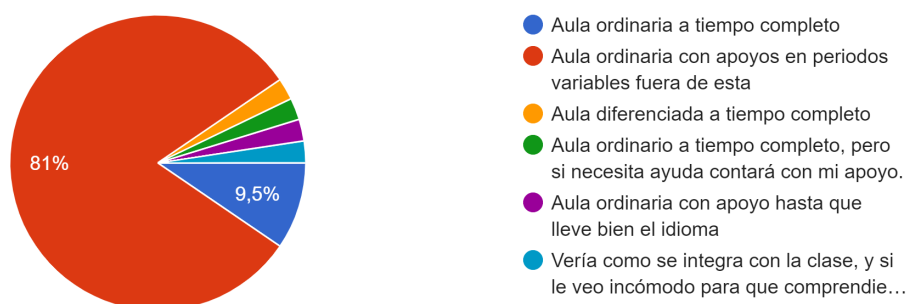 81%
9,5%
Aula ordinaria a tiempo completo
Aula ordinaria con apoyos en periodos
variables fuera de esta
Aula diferenciada a tiempo completo
Aula ordinario a tiempo completo, pero
si necesita ayuda contará con mi apoyo.
Aula ordinaria con apoyo hasta que
lleve bien el idioma
Vería como se integra con la clase, y si
le veo incómodo para que comprendie…